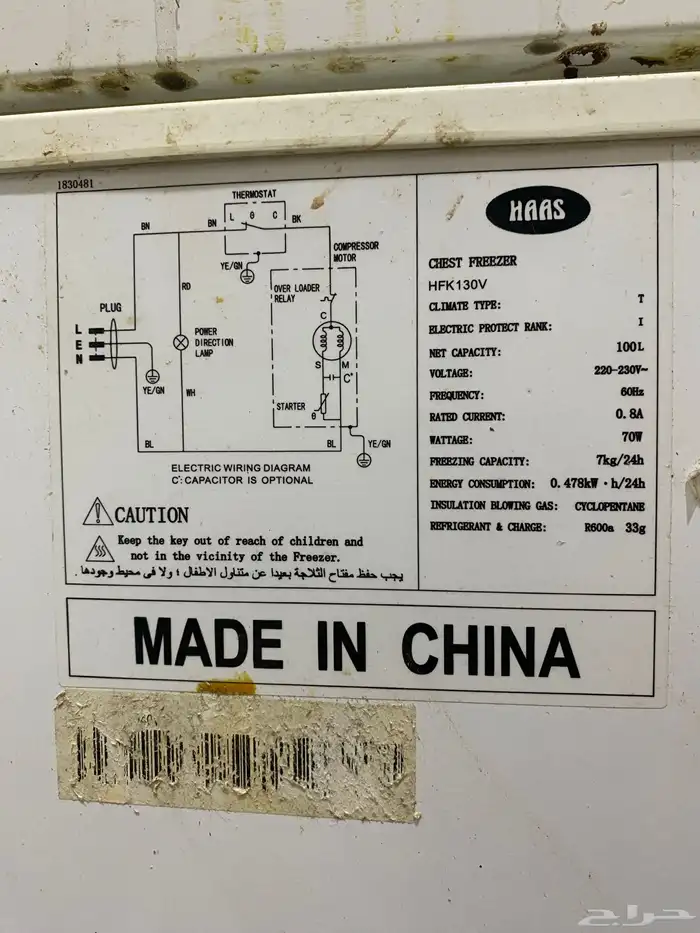 1830481
THERMOSTAT
L θ C
BN
BN
BK
YE/GN
COMPRESSOR
MOTOR
OVER LOADER
RELAY
RD
C
PLUG
L
E
N
POWER
DIRECTION
LAMP
S M
C*
YE/GN
WH
STARTER
θ
BL
BL
YE/GN
ELECTRIC WIRING DIAGRAM
C*:CAPACITOR IS OPTIONAL
CAUTION
Keep the key out of reach of children and
not in the vicinity of the Freezer.
يجب حفظ مفتاح الثلاجة بعيدا عن متناول الاطفال ؛ ولا فى محيط وجودها .
HAAS
CHEST FREEZER
HFK130V
CLIMATE TYPE: T
ELECTRIC PROTECT RANK: I
NET CAPACITY: 100L
VOLTAGE: 220-230V~
FREQUENCY: 60Hz
RATED CURRENT: 0.8A
WATTAGE: 70W
FREEZING CAPACITY: 7kg/24h
ENERGY CONSUMPTION: 0.478kW·h/24h
INSULATION BLOWING GAS: CYCLOPENTANE
REFRIGERANT & CHARGE: R600a 33g
MADE IN CHINA
حراج